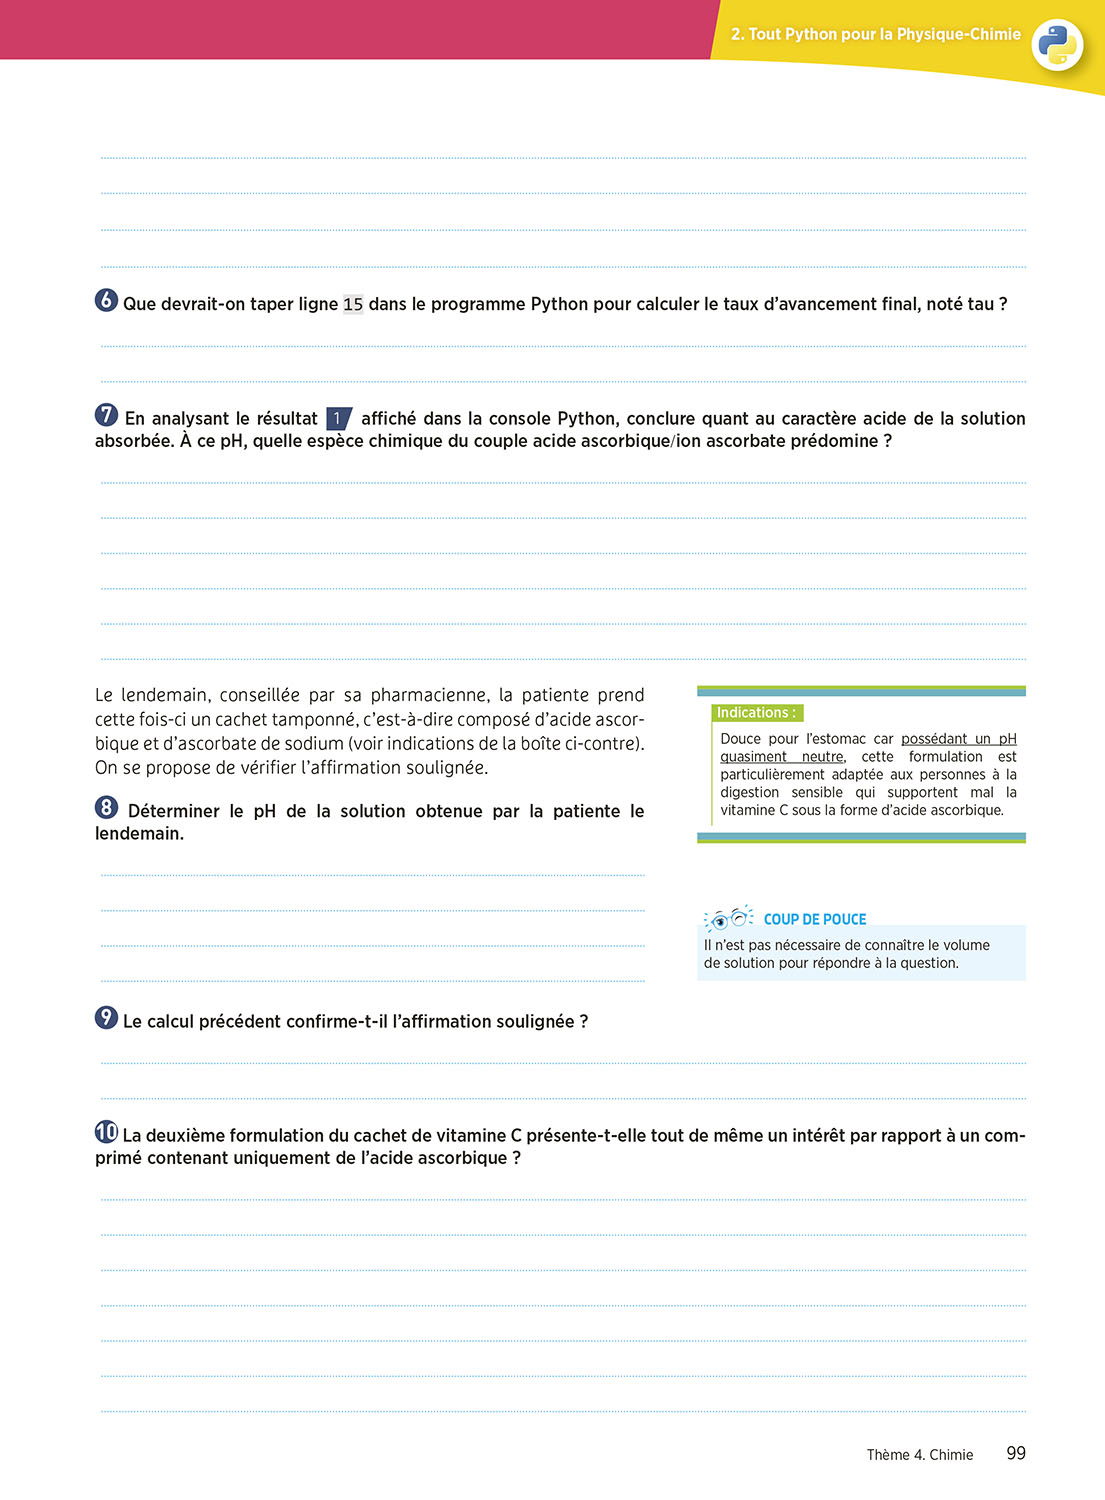 2. Tout Python pour la Physique-Chimie
6 Que devrait-on taper ligne 15 dans le programme Python pour calculer le taux d’avancement final, noté tau ?
7 En analysant le résultat 1 affiché dans la console Python, conclure quant au caractère acide de la solution
absorbée. À ce pH, quelle espèce chimique du couple acide ascorbique/ion ascorbate prédomine ?
Le lendemain, conseillée par sa pharmacienne, la patiente prend
cette fois-ci un cachet tamponné, c’est-à-dire composé d’acide ascor-
bique et d’ascorbate de sodium (voir indications de la boîte ci-contre).
On se propose de vérifier l’affirmation soulignée.
8 Déterminer le pH de la solution obtenue par la patiente le
lendemain.
Indications :
Douce pour l’estomac car possédant un pH
quasiment neutre, cette formulation est
particulièrement adaptée aux personnes à la
digestion sensible qui supportent mal la
vitamine C sous la forme d’acide ascorbique.
COUP DE POUCE
Il n’est pas nécessaire de connaître le volume
de solution pour répondre à la question.
9 Le calcul précédent confirme-t-il l’affirmation soulignée ?
10 La deuxième formulation du cachet de vitamine C présente-t-elle tout de même un intérêt par rapport à un com-
primé contenant uniquement de l’acide ascorbique ?
Thème 4. Chimie 99